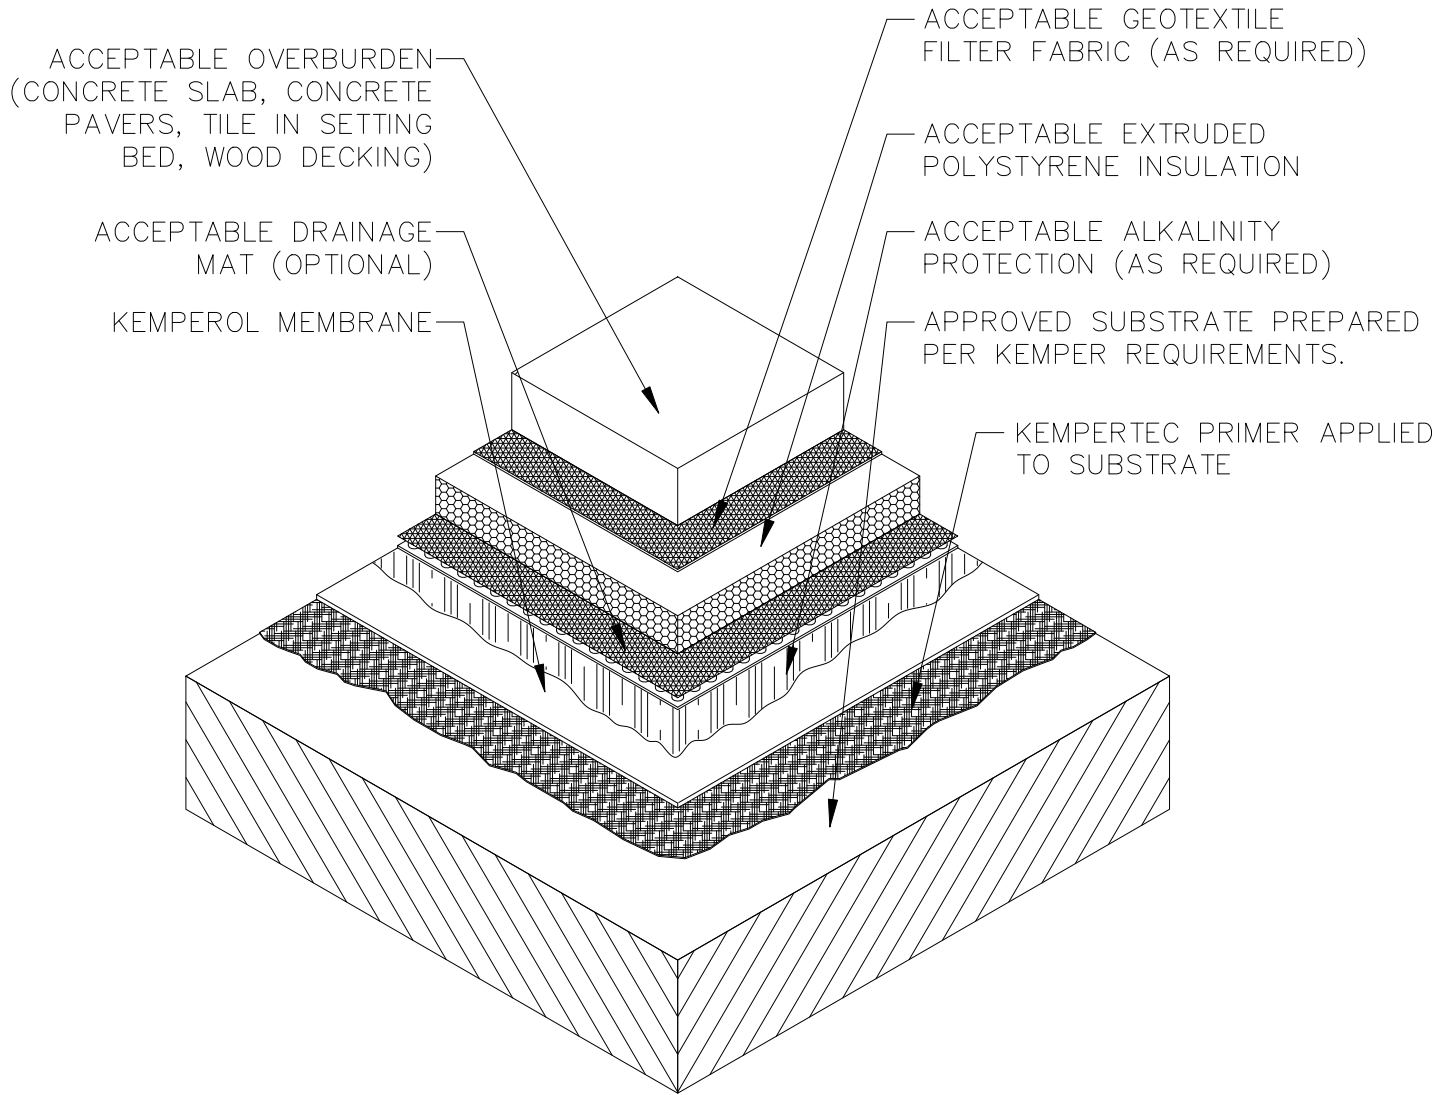 ACCEPTABLE OVERBURDEN
(CONCRETE SLAB, CONCRETE
PAVERS, TILE IN SETTING
BED, WOOD DECKING)
ACCEPTABLE DRAINAGE
MAT (OPTIONAL)
KEMPEROL MEMBRANE
ACCEPTABLE GEOTEXTILE
FILTER FABRIC (AS REQUIRED)
ACCEPTABLE EXTRUDED
POLYSTYRENE INSULATION
ACCEPTABLE ALKALINITY
PROTECTION (AS REQUIRED)
APPROVED SUBSTRATE PREPARED
PER KEMPER REQUIREMENTS.
KEMPERTEC PRIMER APPLIED
TO SUBSTRATE